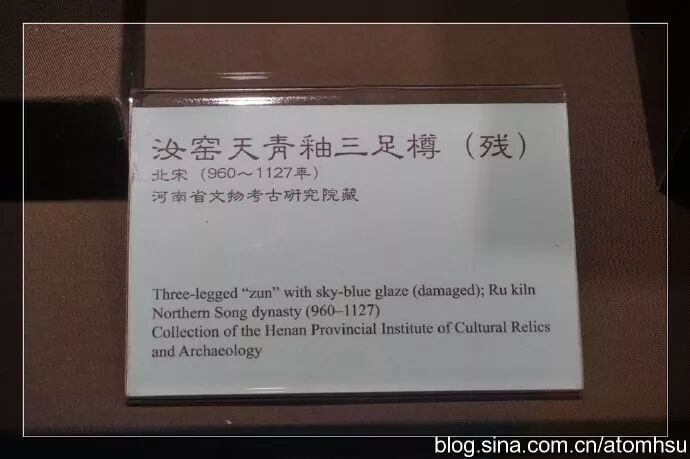 汝窑天青釉三足樽（残）
北宋（960～1127年）
河南省文物考古研究院藏
Three-legged “zun” with sky-blue glaze (damaged); Ru kiln
Northern Song dynasty (960–1127)
Collection of the Henan Provincial Institute of Cultural Relics
and Archaeology
blog.sina.com.cn/atomhsu